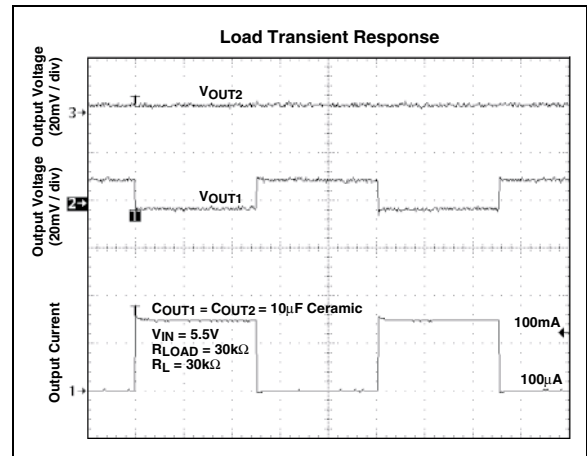 Load Transient Response
Output Voltage
(20mV / div)
VOUT2
3
Output Voltage
(20mV / div)
2
VOUT1
T
Output Current
COUT1 = COUT2 = 10µF Ceramic
VIN = 5.5V
RLOAD = 30kΩ
RL = 30kΩ
100mA
1
100µA